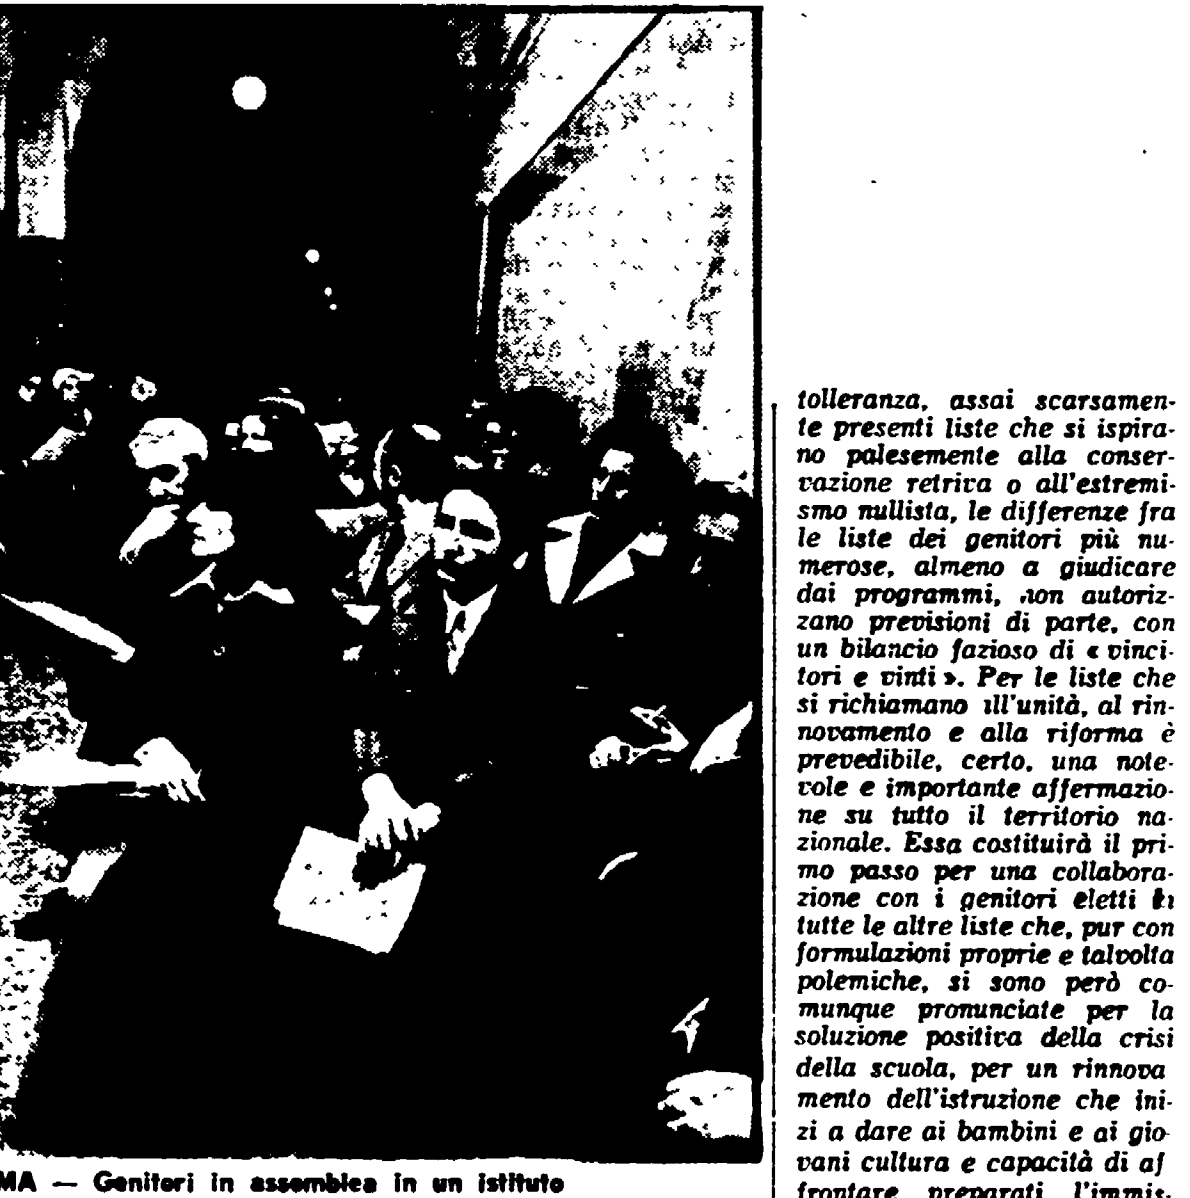 MA — Genitori in assemblea in un istituto
tolleranza, assai scarsamen-
te presenti liste che si ispira-
no palesemente alla conser-
vazione retriva o all'estremi-
smo nullista, le differenze fra
le liste dei genitori più nu-
merose, almeno a giudicare
dai programmi, non autoriz-
zano previsioni di parte, con
un bilancio fazioso di « vinci-
tori e vinti ». Per le liste che
si richiamano all'unità, al rin-
novamento e alla riforma è
prevedibile, certo, una note-
vole e importante affermazio-
ne su tutto il territorio na-
zionale. Essa costituirà il pri-
mo passo per una collabora-
zione con i genitori eletti in
tutte le altre liste che, pur con
formulazioni proprie e talvolta
polemiche, si sono però co-
munque pronunciate per la
soluzione positiva della crisi
della scuola, per un rinnova
mento dell'istruzione che ini-
zi a dare ai bambini e ai gio-
vani cultura e capacità di af
frontare preparati l'immis-